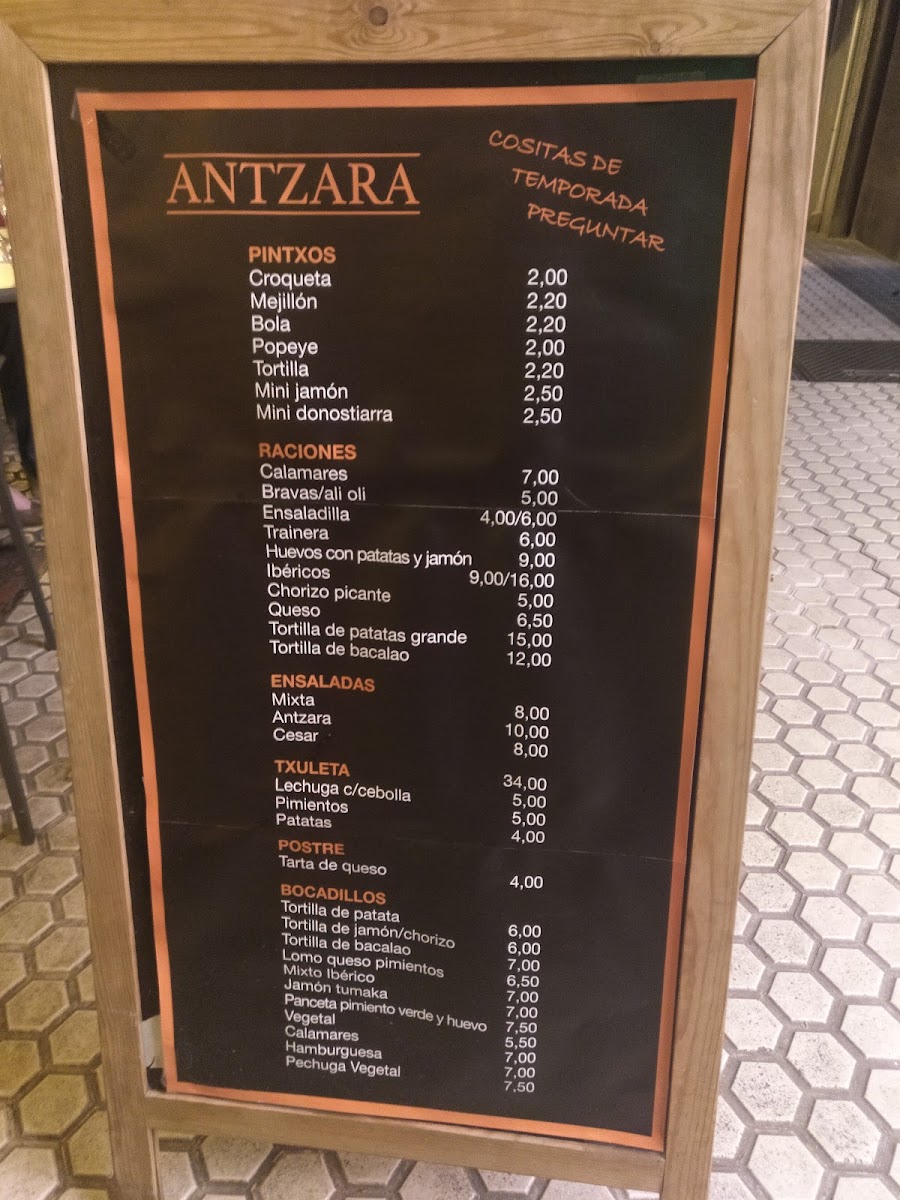 ANTZARA
COSITAS DE
TEMPORADA
PREGUNTAR
PINTXOS
Croqueta 2,00
Mejillón 2,20
Bola 2,20
Popeye 2,00
Tortilla 2,20
Mini jamón 2,50
Mini donostiarra 2,50
RACIONES
Calamares 7,00
Bravas/ali oli 5,00
Ensaladilla 4,00/6,00
Trainera 6,00
Huevos con patatas y jamón 9,00
Ibéricos 9,00/16,00
Chorizo picante 5,00
Queso 6,50
Tortilla de patatas grande 15,00
Tortilla de bacalao 12,00
ENSALADAS
Mixta 8,00
Antzara 10,00
Cesar 8,00
TXULETA 34,00
Lechuga c/cebolla 5,00
Pimientos 5,00
Patatas 4,00
POSTRE
Tarta de queso 4,00
BOCADILLOS
Tortilla de patata 6,00
Tortilla de jamón/chorizo 6,00
Tortilla de bacalao 7,00
Lomo queso pimientos 6,50
Mixto Ibérico 7,00
Jamón tumaka 7,00
Panceta pimiento verde y huevo 7,50
Vegetal 5,50
Calamares 7,00
Hamburguesa 7,00
Pechuga Vegetal 7,50